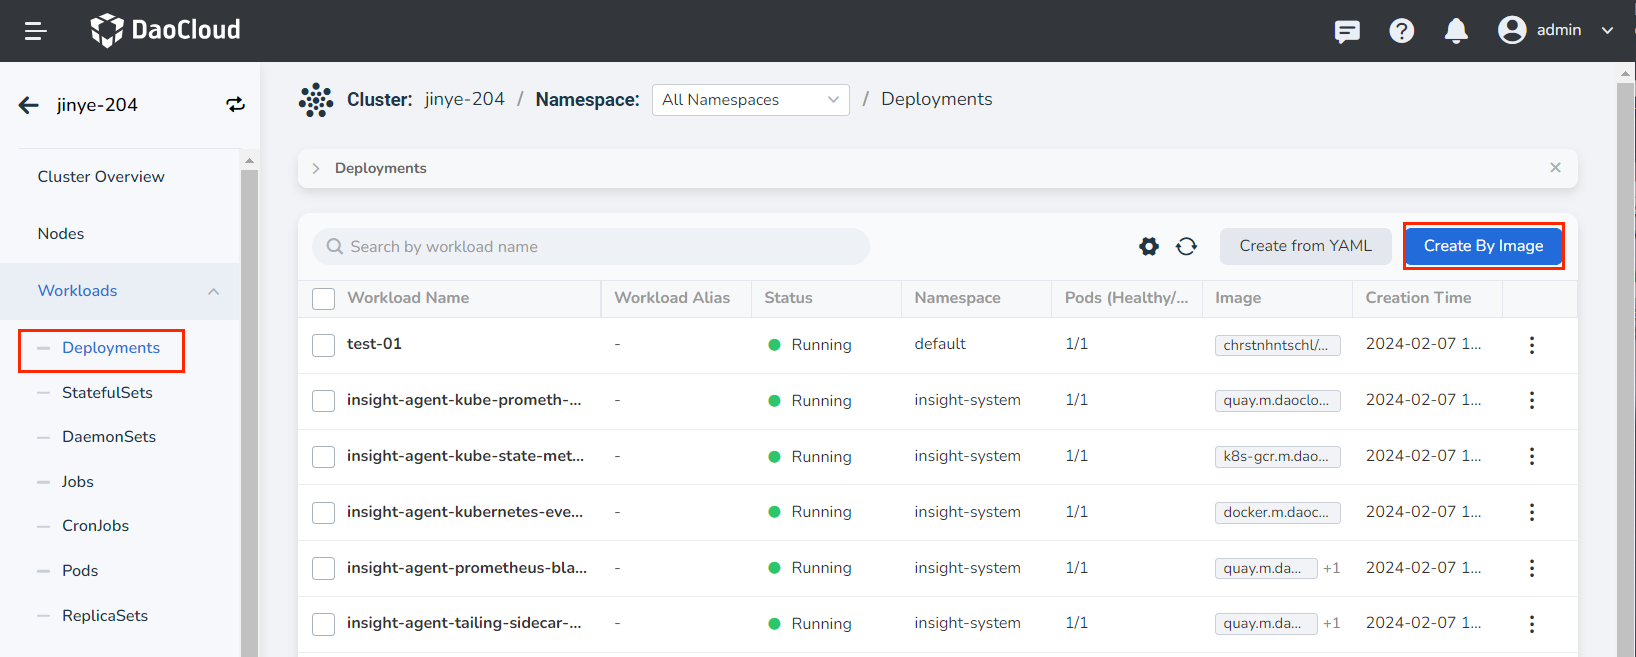 DaoCloud
? admin
jinye-204
Cluster: jinye-204 / Namespace: All Namespaces / Deployments
Cluster Overview
Nodes
Workloads
Deployments
StatefulSets
DaemonSets
Jobs
CronJobs
Pods
ReplicaSets
Deployments
Search by workload name
Create from YAML
Create By Image
Workload Name Workload Alias Status Namespace Pods (Healthy/... Image Creation Time
test-01 - Running default 1/1 chrstnhntschl/... 2024-02-07 1...
insight-agent-kube-prometh-... - Running insight-system 1/1 quay.m.daoclo... 2024-02-07 1...
insight-agent-kube-state-met... - Running insight-system 1/1 k8s-gcr.m.dao... 2024-02-07 1...
insight-agent-kubernetes-eve... - Running insight-system 1/1 docker.m.daoc... 2024-02-07 1...
insight-agent-prometheus-bla... - Running insight-system 1/1 quay.m.da... +1 2024-02-07 1...
insight-agent-tailing-sidecar-... - Running insight-system 1/1 quay.m.da... +1 2024-02-07 1...